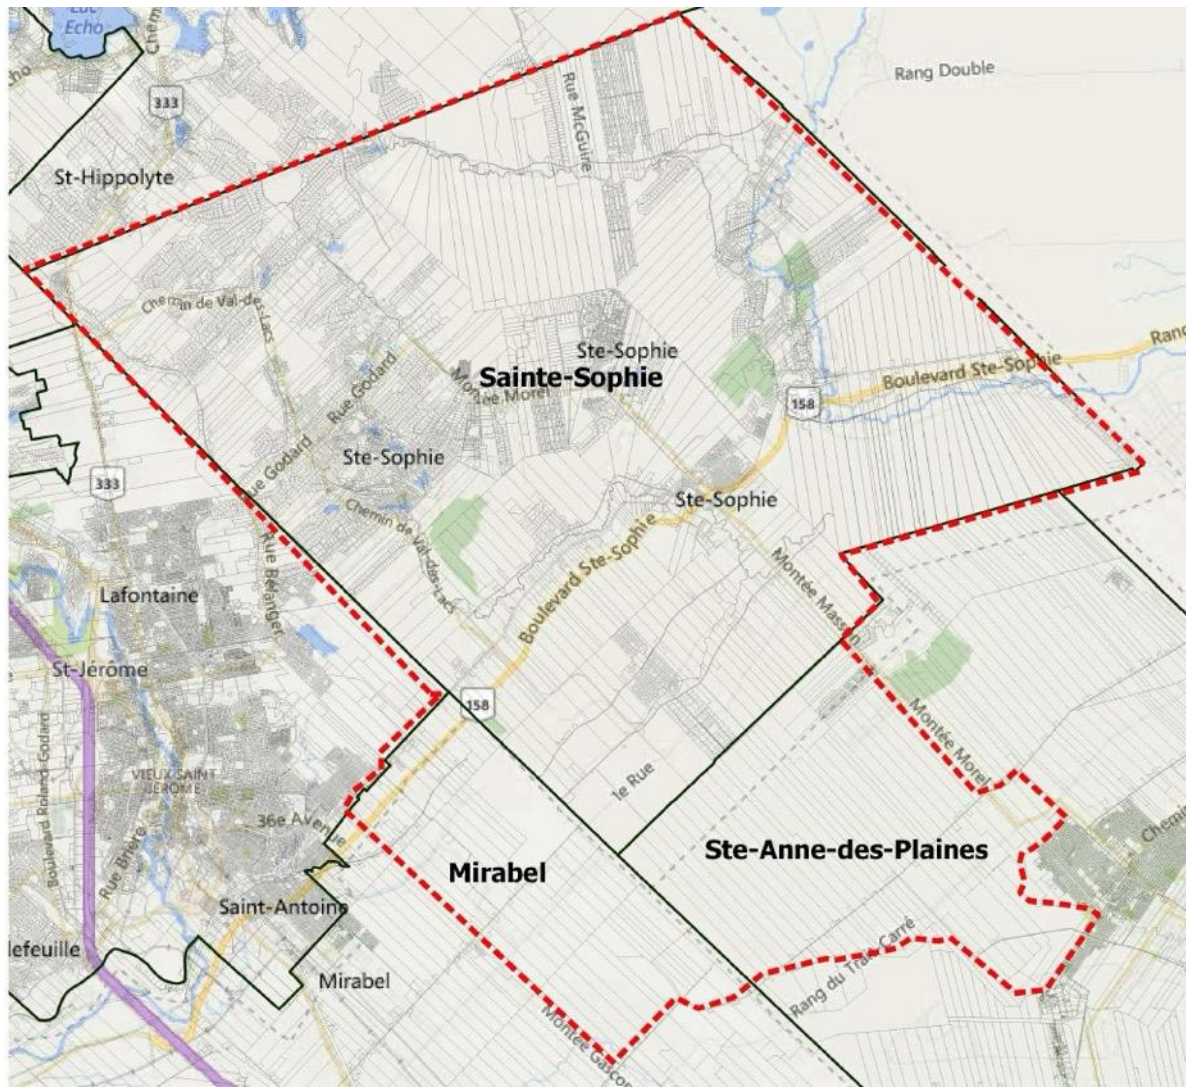 Lac
Echo
Echo
Chem
Rang Double
333
Rue McGuire
St-Hippolyte
Chemin de Val-des-Lacs
Ste-Sophie
Sainte-Sophie
Boulevard Ste-Sophie
Rang
Rue Godard
Montée Morel
158
Ste-Sophie
Rue Godard
333
Ste-Sophie
Chemin de Val-des-Lacs
Boulevard Ste-Sophie
Rue Bélanger
Montée Masson
Lafontaine
St-Jérôme
158
Montée Morel
Boulevard Roland-Godard
VIEUX SAINT
JÉRÔME
1e Rue
36e Avenue
Chemin
Rue Brière
Ste-Anne-des-Plaines
Mirabel
Saint-Antoine
lefeuille
Mirabel
Rang du Trait-Carré
Montée Gascon